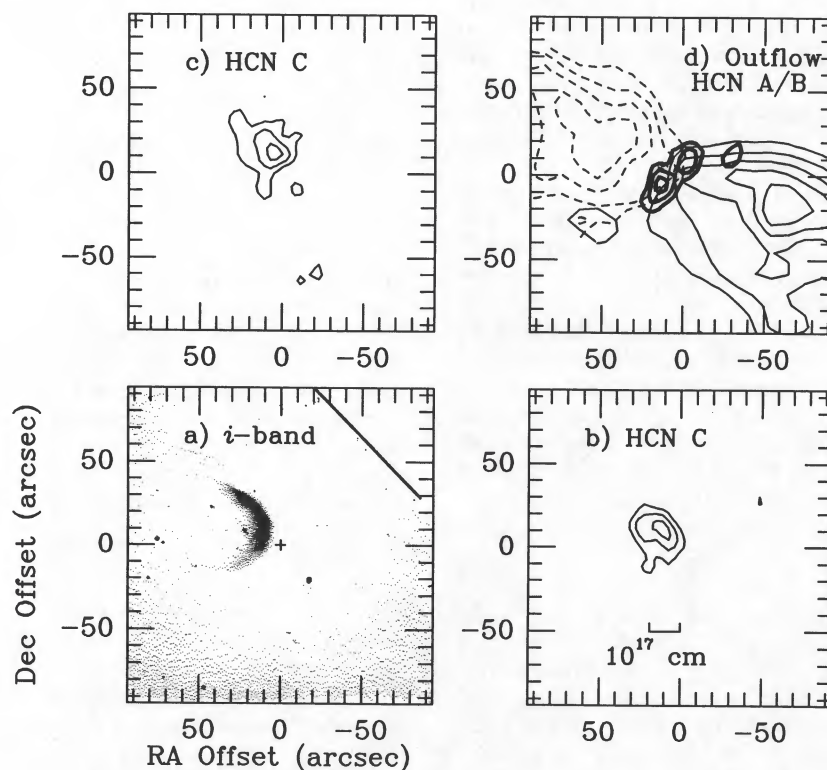 c) HCN C
d) Outflow
HCN A/B
50
0
−50
50
0
−50
50 0 −50
50 0 −50
a) i−band
b) HCN C
50
0
−50
50
0
−50
10^17 cm
50 0 −50
50 0 −50
Dec Offset (arcsec)
RA Offset (arcsec)